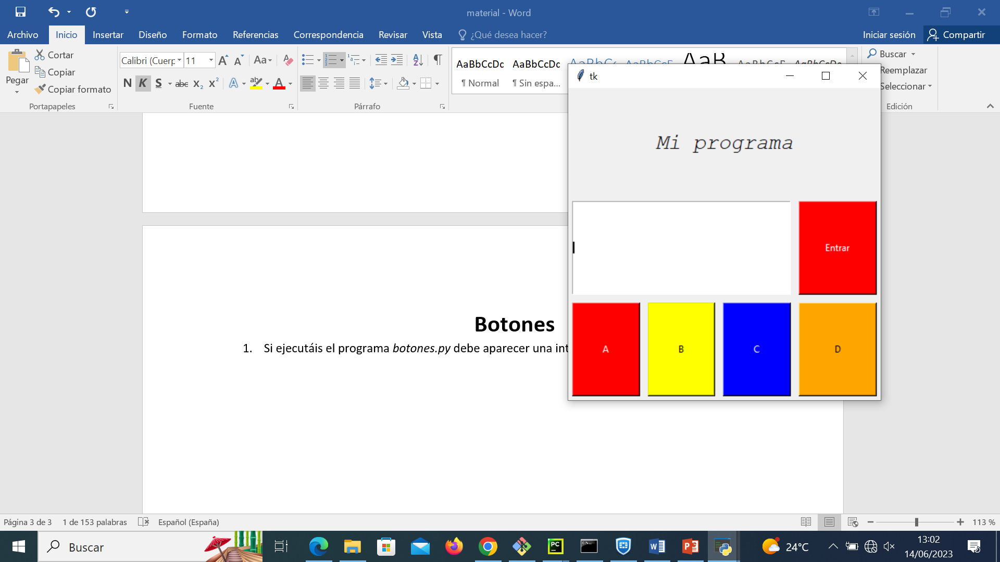 material - Word
Archivo Inicio Insertar Diseño Formato Referencias Correspondencia Revisar Vista ¿Qué desea hacer? Iniciar sesión Compartir
Pegar
Cortar
Copiar
Copiar formato
Portapapeles
Calibri (Cuerp 11
N K S abc x₂ x²
Fuente
Párrafo
AaBbCcDc AaBbCcDc
¶ Normal ¶ Sin espa...
Buscar
Reemplazar
Seleccionar
Edición
tk
Mi programa
Entrar
A B C D
Botones
1. Si ejecutáis el programa botones.py debe aparecer una int
Página 3 de 3 1 de 153 palabras Español (España) 113 %
Buscar
24°C
13:02
14/06/2023